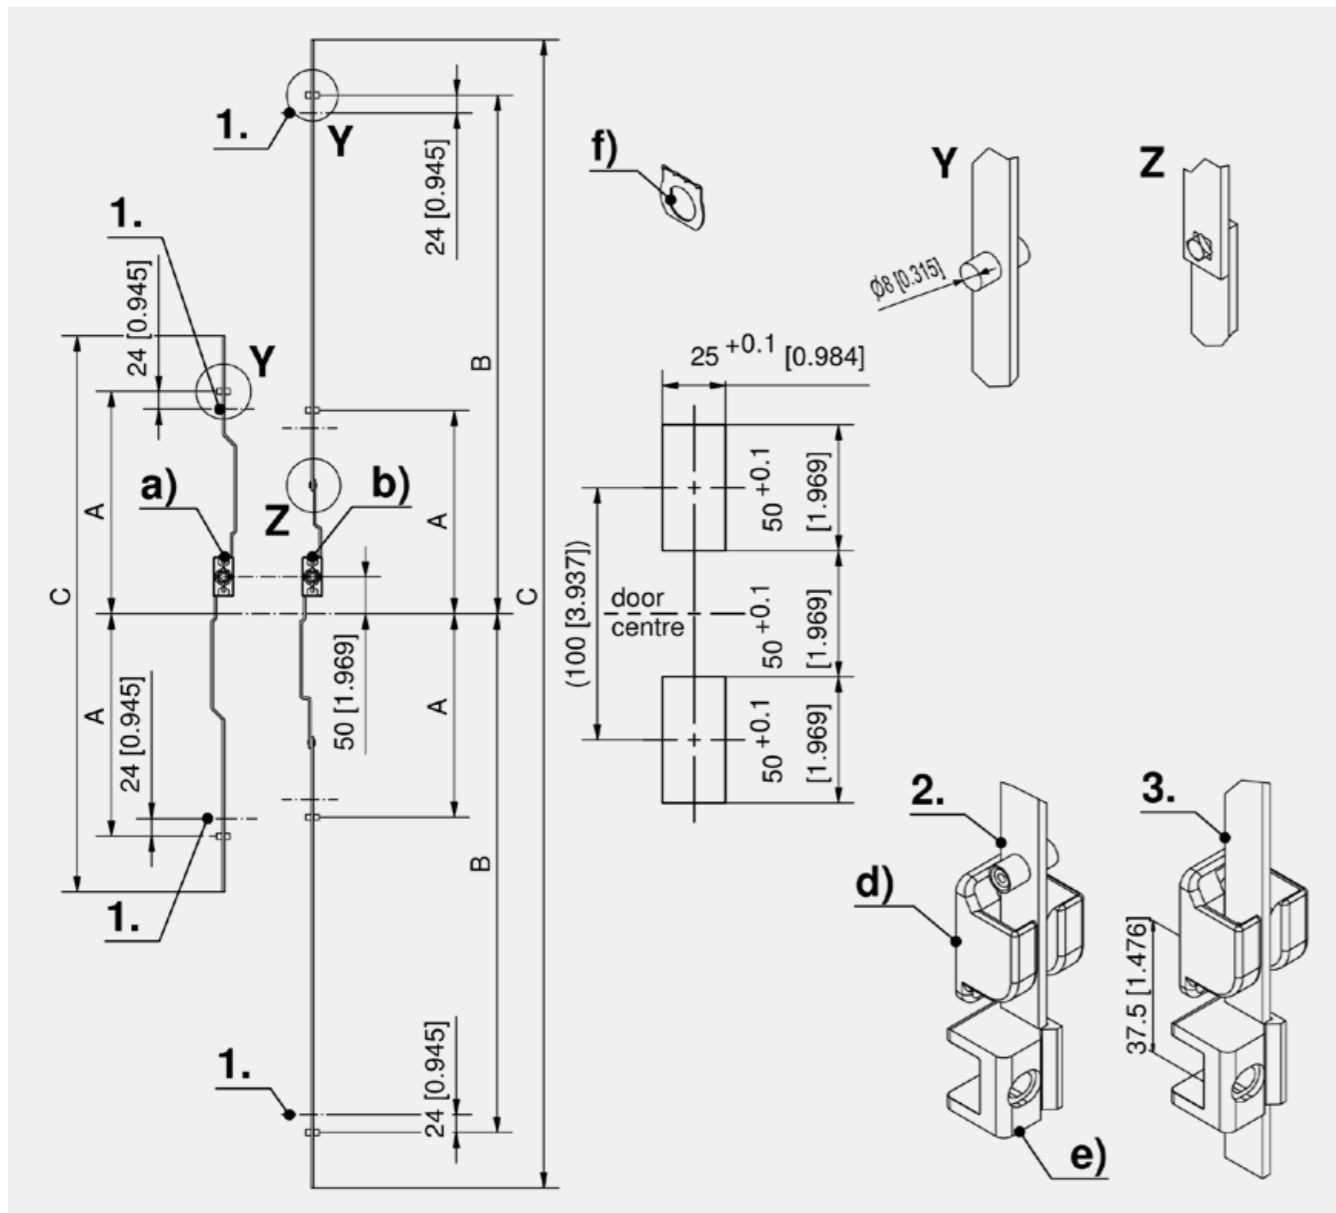 1.
Y
24 [0.945]
f)
Y
Z
1.
24 [0.945]
Ø8 [0.315]
Y
B
25 +0.1 [0.984]
a)
b)
Z
A
A
50 +0.1
[1.969]
C
C
(100 [3.937])
door
centre
50 +0.1
[1.969]
50 [1.969]
A
A
24 [0.945]
50 +0.1
[1.969]
2.
3.
B
d)
1.
37.5 [1.476]
1.
24 [0.945]
e)